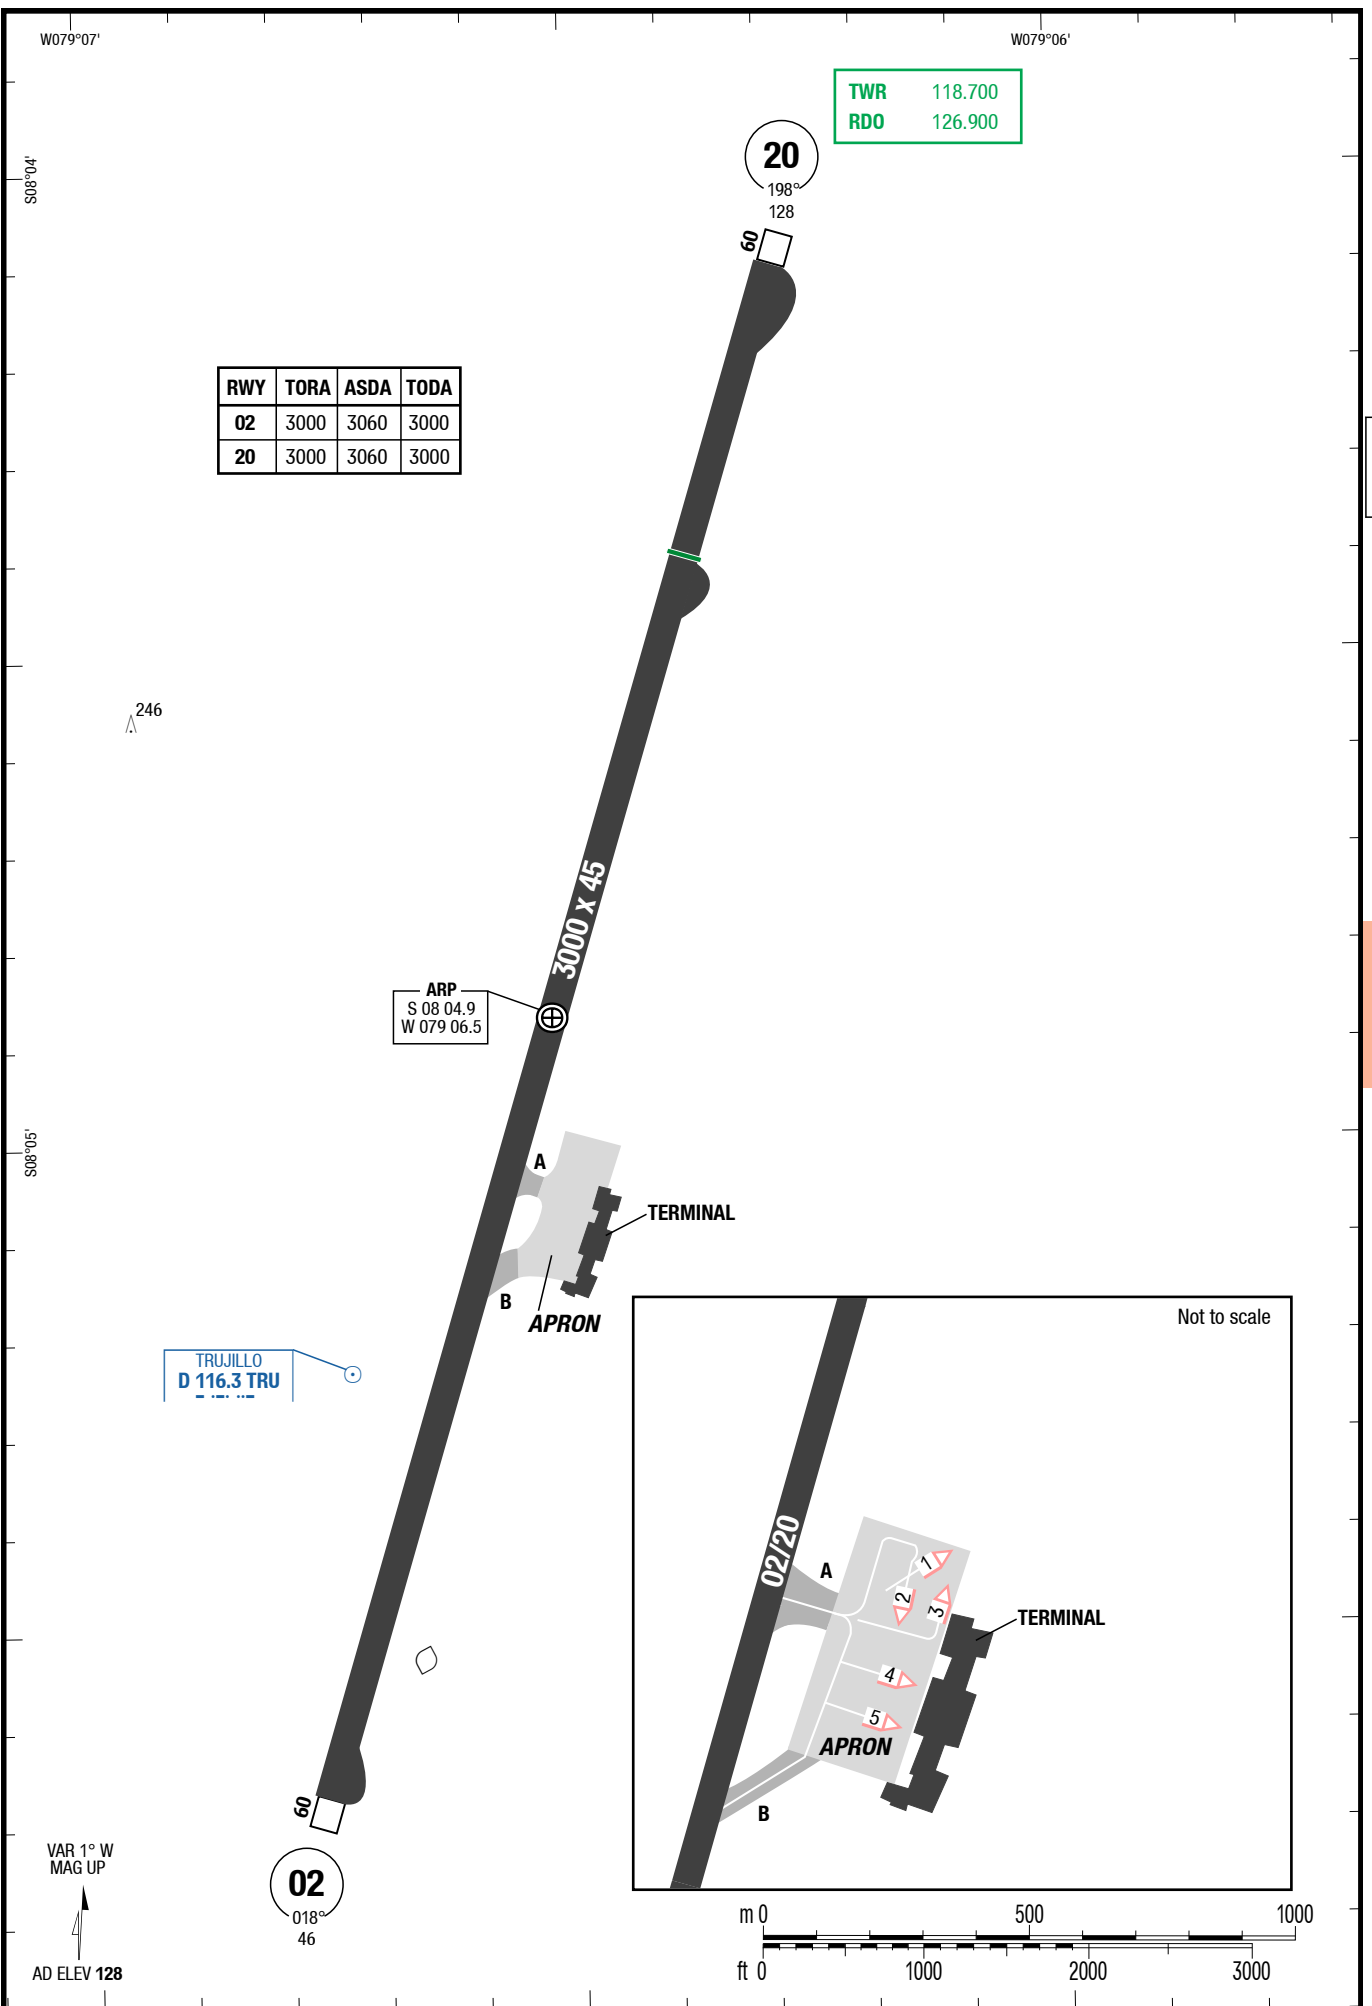 W079°07'
W079°06'
TWR 118.700
RDO 126.900
20
198°
128
60
S08°04'
RWY TORA ASDA TODA
02 3000 3060 3000
20 3000 3060 3000
246
3000 x 45
ARP
S 08 04.9
W 079 06.5
S08°05'
A
TERMINAL
B
APRON
TRUJILLO
D 116.3 TRU
Not to scale
02/20
A
1
2
3
TERMINAL
4
5
APRON
B
60
02
018°
46
VAR 1° W
MAG UP
AD ELEV 128
m 0 500 1000
ft 0 1000 2000 3000